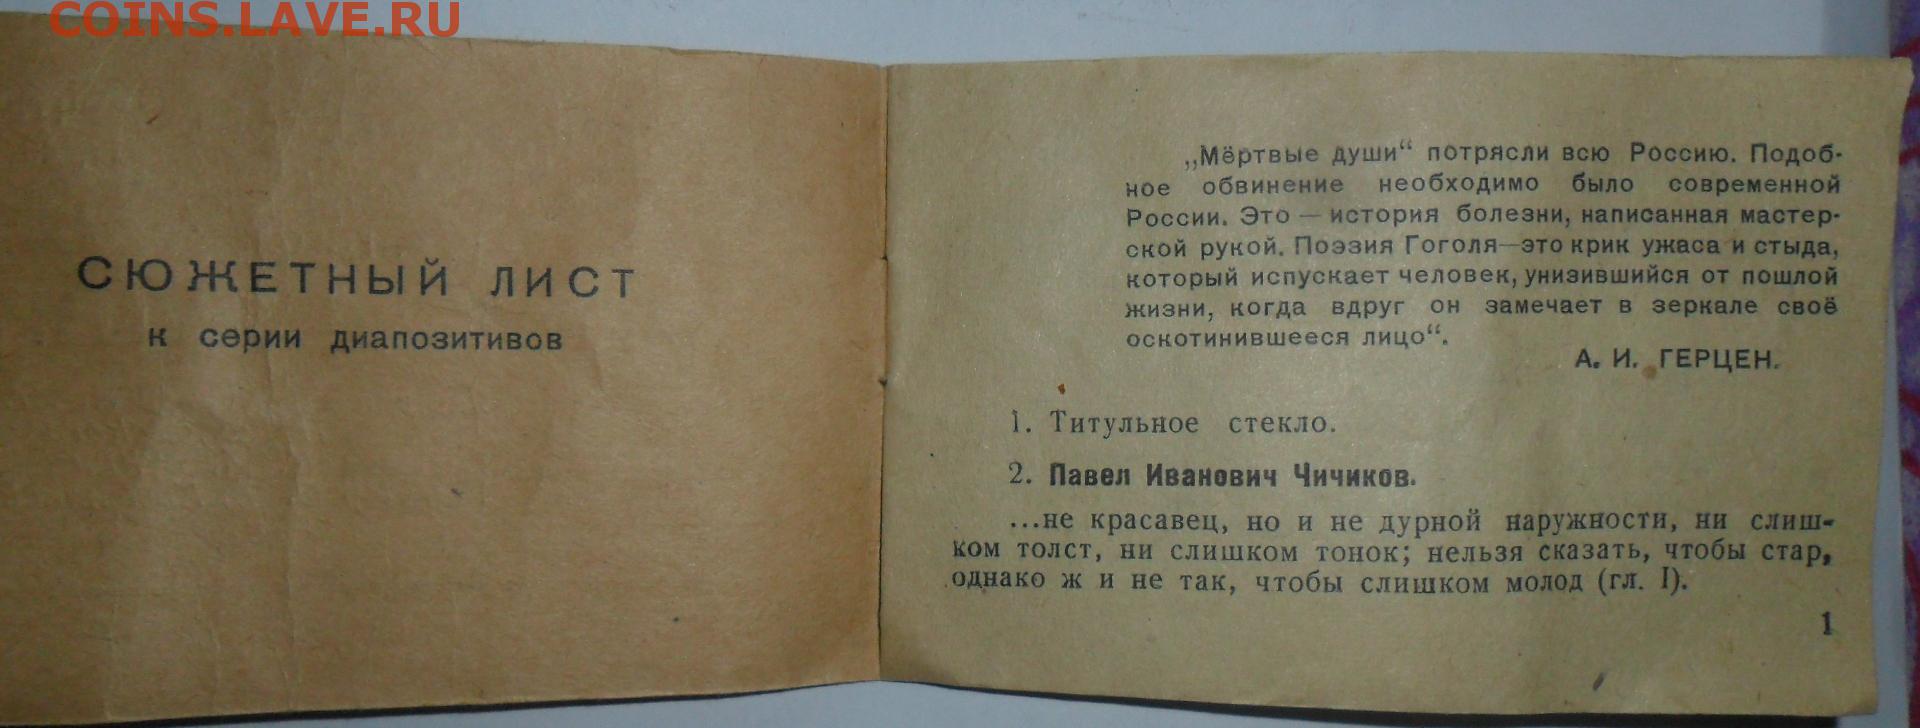 COINS.LAVE.RU
СЮЖЕТНЫЙ ЛИСТ
к серии диапозитивов
„Мёртвые души“ потрясли всю Россию. Подоб-
ное обвинение необходимо было современной
России. Это — история болезни, написанная мастер-
ской рукой. Поэзия Гоголя—это крик ужаса и стыда,
который испускает человек, унизившийся от пошлой
жизни, когда вдруг он замечает в зеркале своё
оскотинившееся лицо“.
А. И. ГЕРЦЕН.
1. Титульное стекло.
2. Павел Иванович Чичиков.
...не красавец, но и не дурной наружности, ни слиш-
ком толст, ни слишком тонок; нельзя сказать, чтобы стар,
однако ж и не так, чтобы слишком молод (гл. I).
1